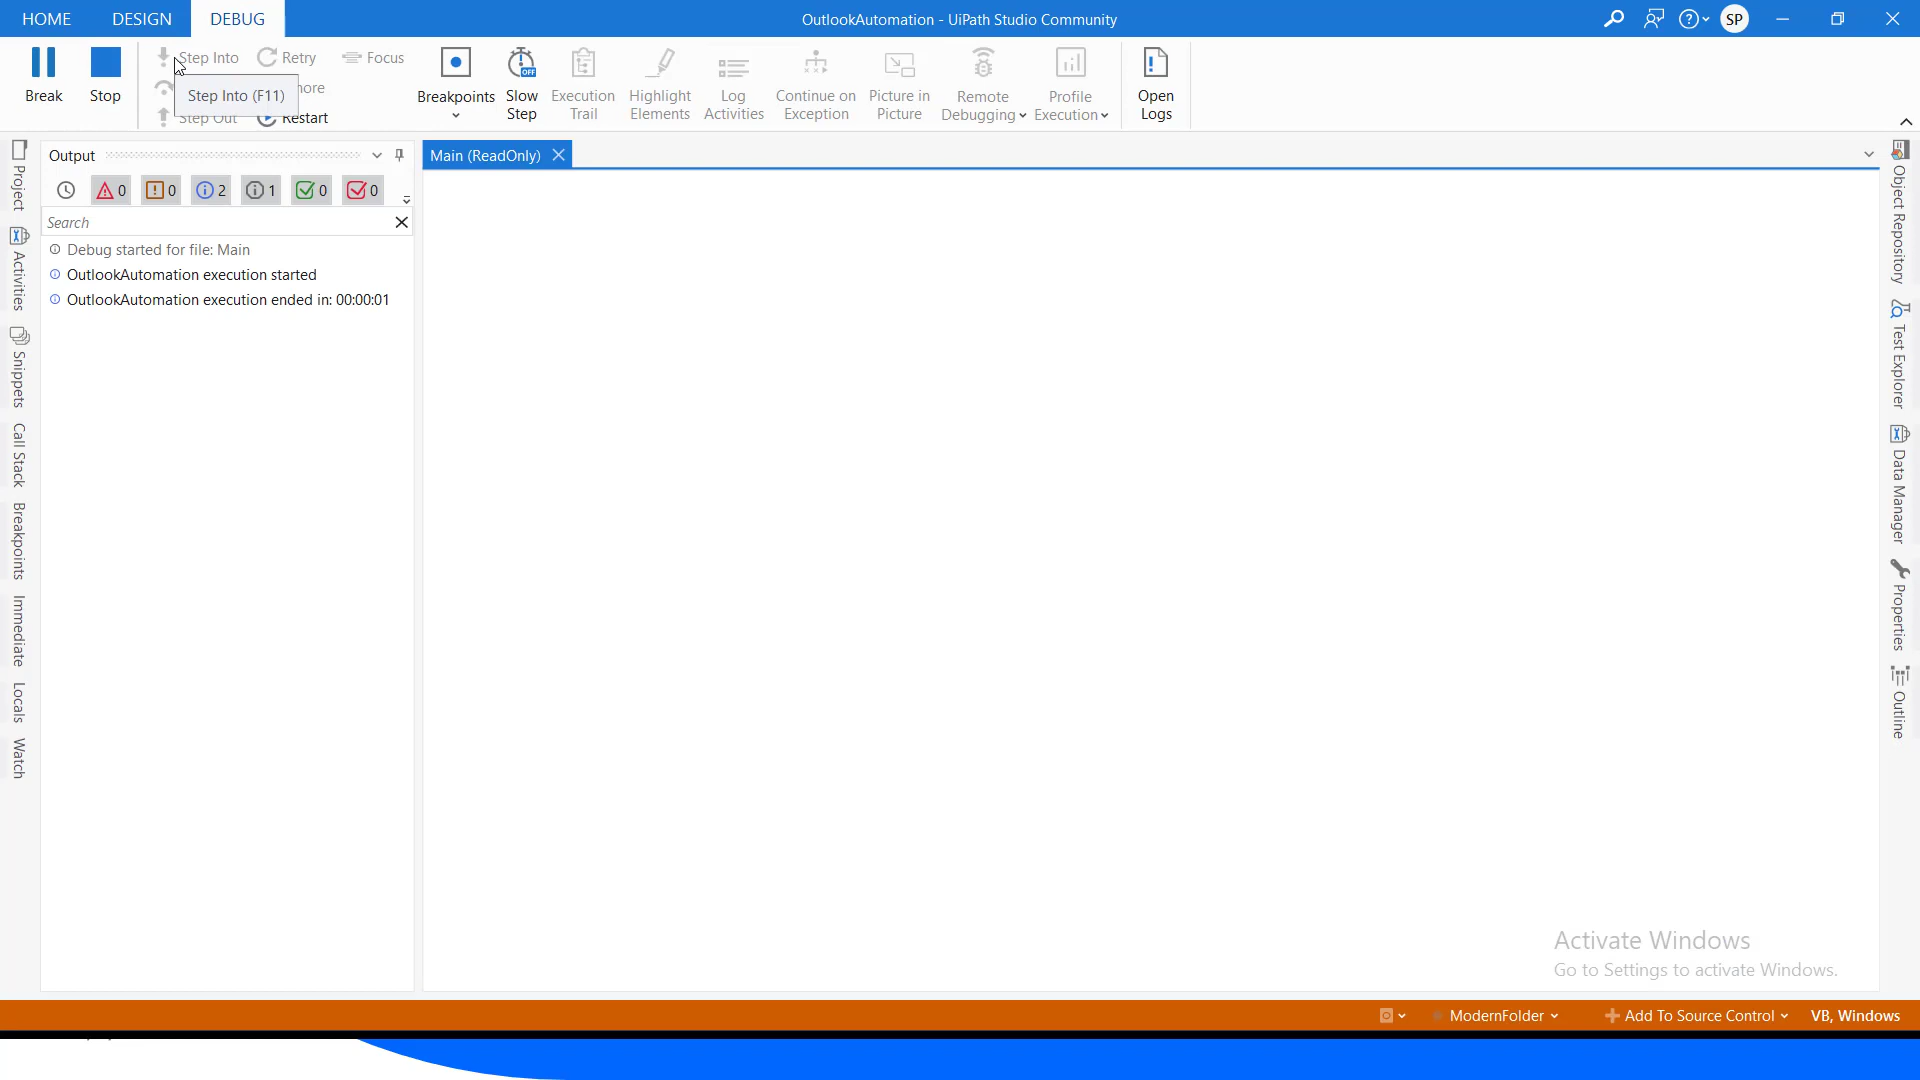 HOME DESIGN DEBUG OutlookAutomation - UiPath Studio Community SP
Break Stop Step Into Retry Focus
Step Into (F11)
Step Out Restart
Breakpoints
Slow Step
Execution Trail
Highlight Elements
Log Activities
Continue on Exception
Picture in Picture
Remote Debugging
Profile Execution
Open Logs
Output
0 0 2 1 0 0
Search
Debug started for file: Main
OutlookAutomation execution started
OutlookAutomation execution ended in: 00:00:01
Main (ReadOnly)
Project
Activities
Snippets
Call Stack
Breakpoints
Immediate
Locals
Watch
Object Repository
Test Explorer
Data Manager
Properties
Outline
Activate Windows
Go to Settings to activate Windows.
ModernFolder Add To Source Control VB, Windows